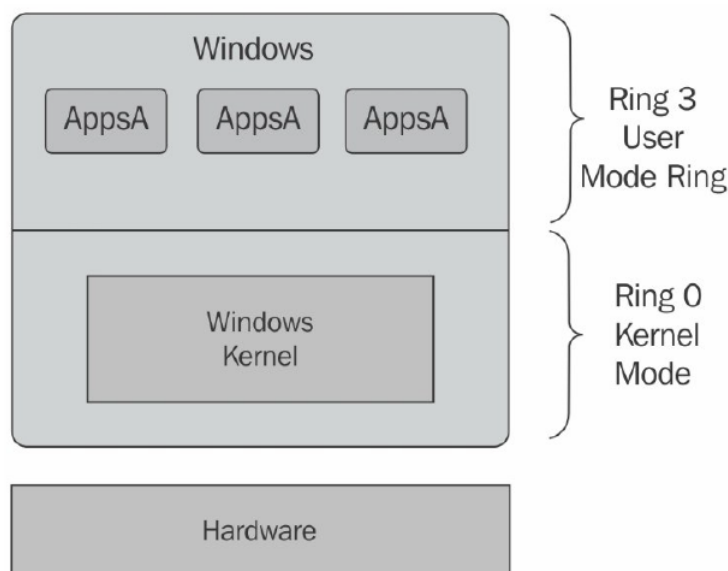 Windows
AppsA
AppsA
AppsA
Ring 3
User
Mode Ring
Windows
Kernel
Ring 0
Kernel
Mode
Hardware